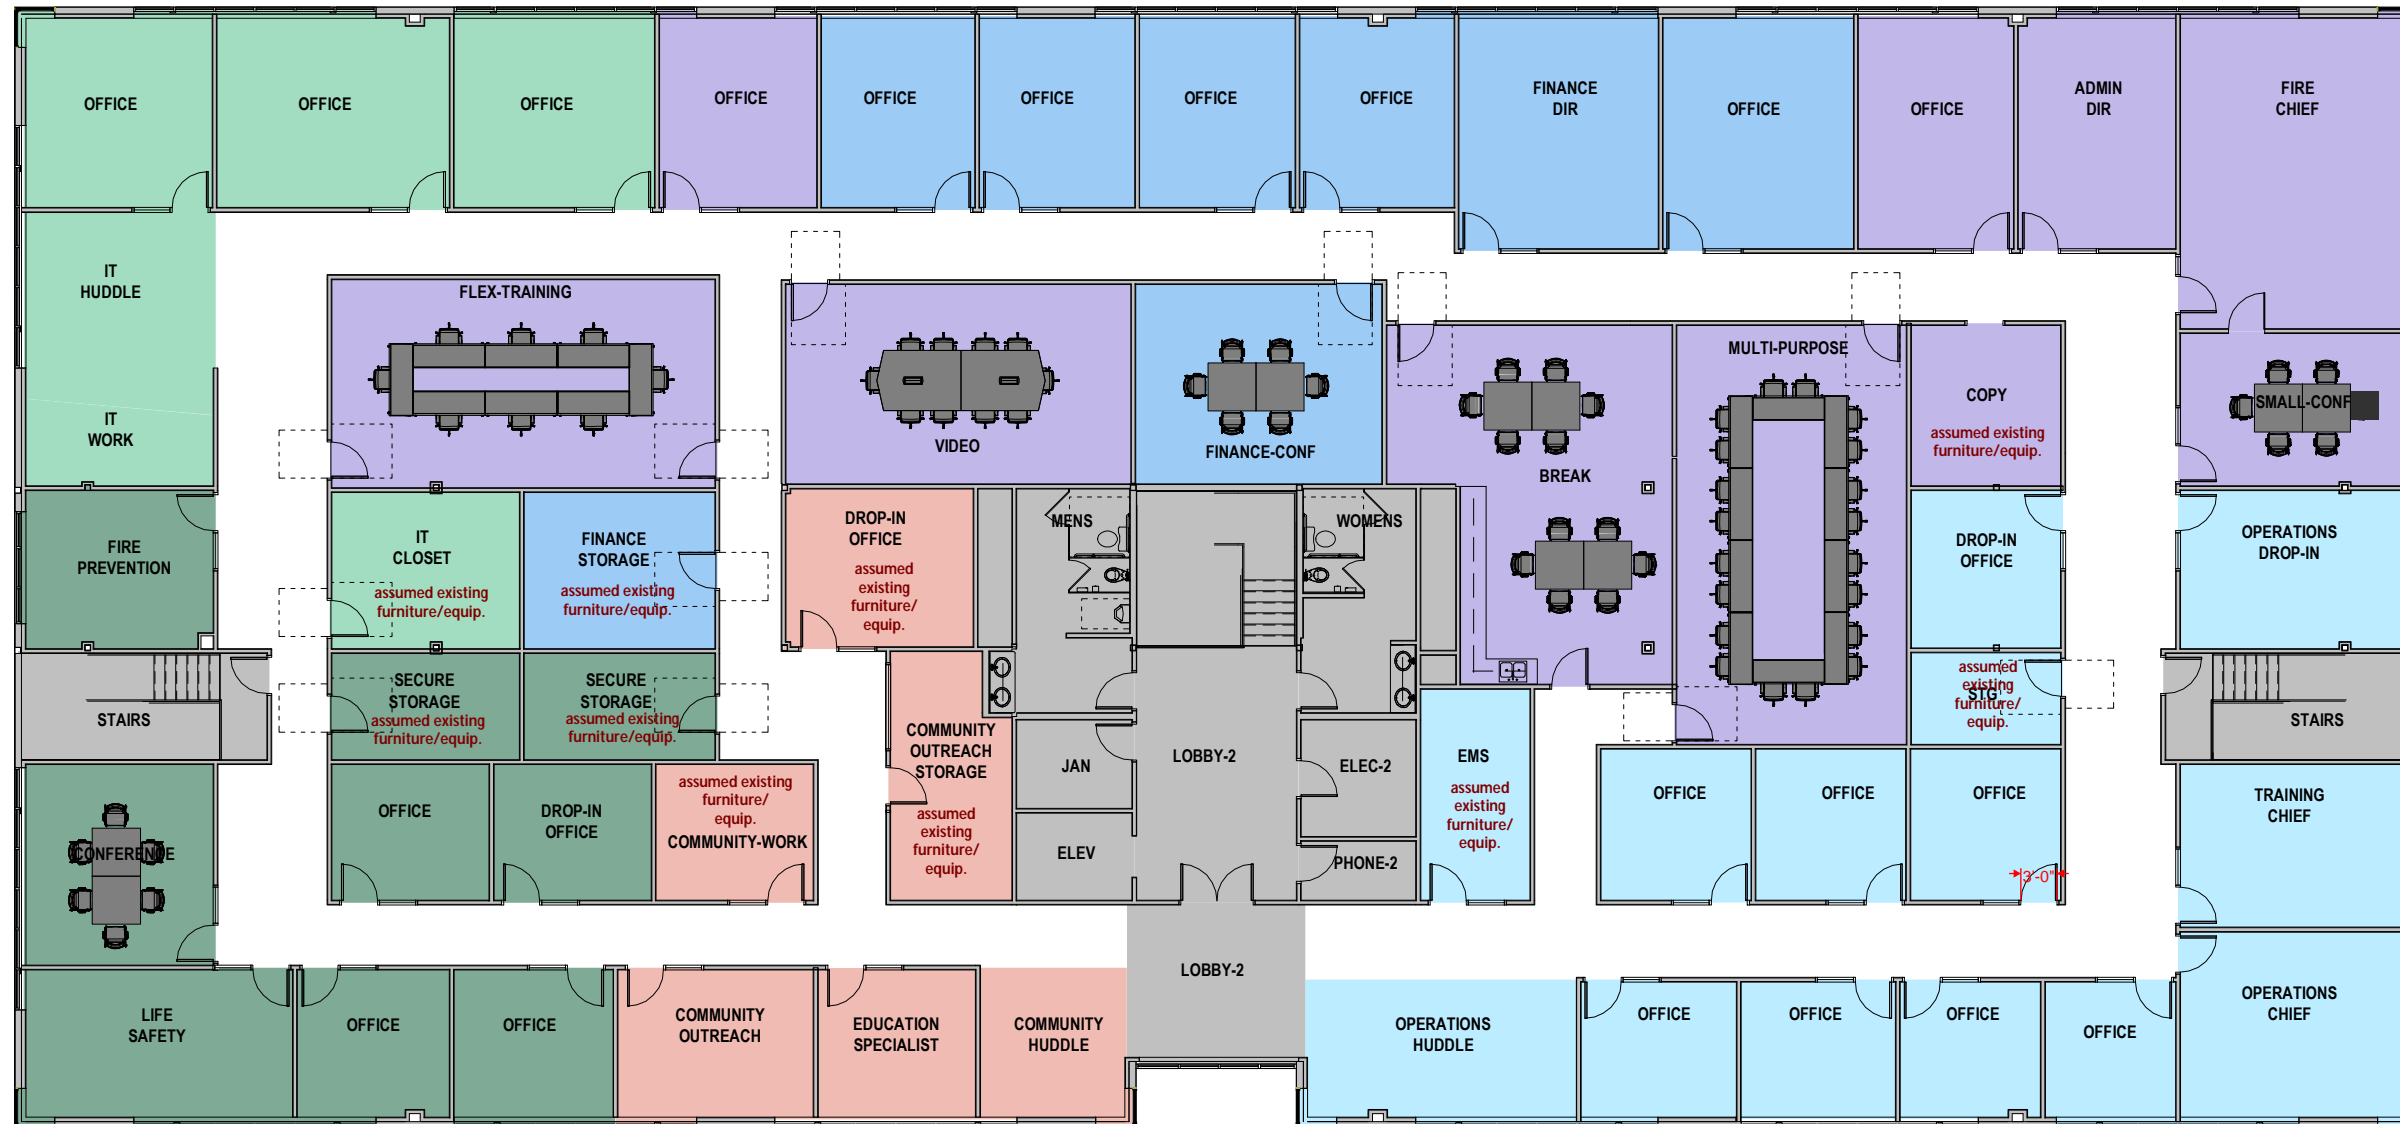 OFFICE
OFFICE
OFFICE
OFFICE
OFFICE
OFFICE
OFFICE
OFFICE
FINANCE
DIR
OFFICE
OFFICE
ADMIN
DIR
FIRE
CHIEF
IT
HUDDLE
IT
WORK
FLEX-TRAINING
VIDEO
FINANCE-CONF
BREAK
MULTI-PURPOSE
COPY
assumed existing
furniture/equip.
SMALL-CONF
FIRE
PREVENTION
IT
CLOSET
assumed existing
furniture/equip.
FINANCE
STORAGE
assumed existing
furniture/equip.
DROP-IN
OFFICE
assumed
existing
furniture/
equip.
MENS
WOMENS
DROP-IN
OFFICE
OPERATIONS
DROP-IN
STAIRS
SECURE
STORAGE
assumed existing
furniture/equip.
SECURE
STORAGE
assumed existing
furniture/equip.
COMMUNITY
OUTREACH
STORAGE
assumed
existing
furniture/
equip.
JAN
LOBBY-2
ELEC-2
EMS
assumed
existing
furniture/
equip.
STG
assumed
existing
furniture/
equip.
STAIRS
CONFERENCE
OFFICE
DROP-IN
OFFICE
assumed existing
furniture/
equip.
COMMUNITY-WORK
ELEV
PHONE-2
OFFICE
OFFICE
OFFICE
3'-0"
TRAINING
CHIEF
LIFE
SAFETY
OFFICE
OFFICE
COMMUNITY
OUTREACH
EDUCATION
SPECIALIST
COMMUNITY
HUDDLE
LOBBY-2
OPERATIONS
HUDDLE
OFFICE
OFFICE
OFFICE
OFFICE
OPERATIONS
CHIEF